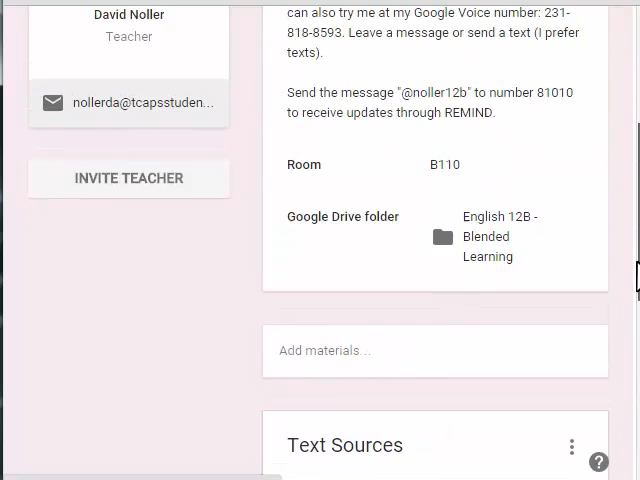 David Noller
Teacher
nollerda@tcapsstuden...
INVITE TEACHER
can also try me at my Google Voice number: 231-
818-8593. Leave a message or send a text (I prefer
texts).
Send the message "@noller12b" to number 81010
to receive updates through REMIND.
Room B110
Google Drive folder English 12B -
Blended
Learning
Add materials...
Text Sources
?